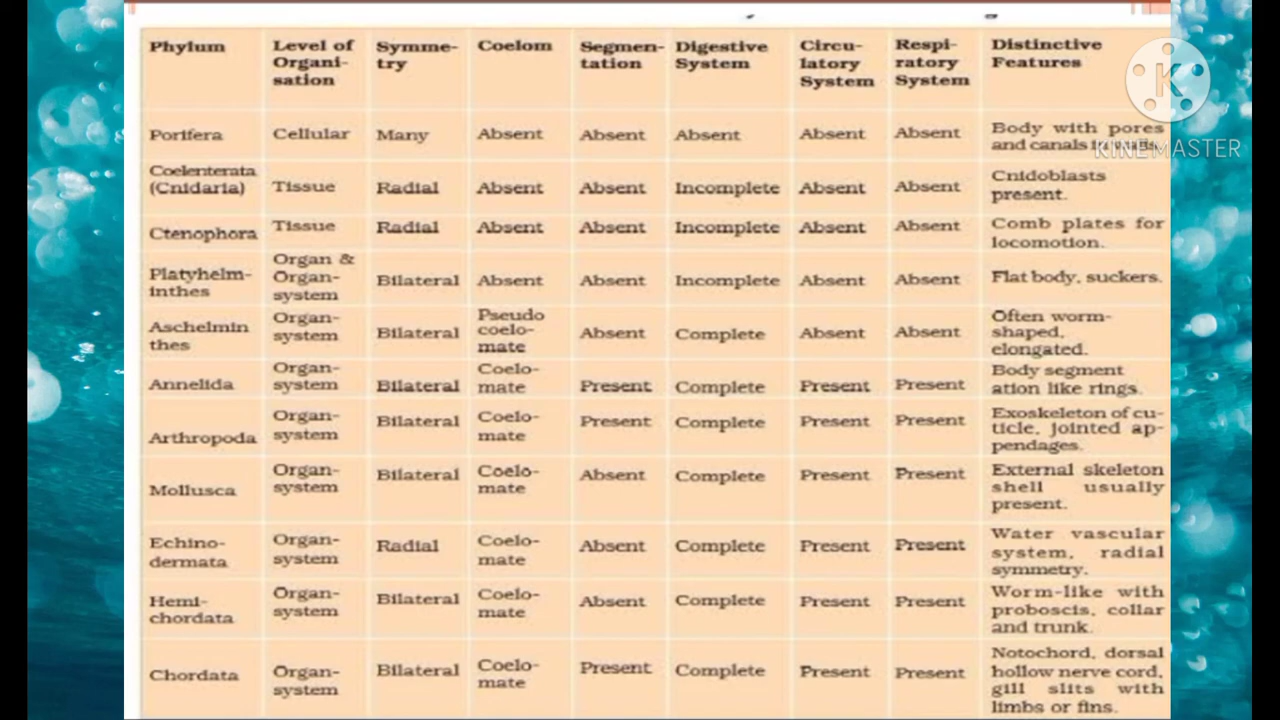 Phylum Level of Organi-sation Symme-try Coelom Segmen-tation Digestive System Circu-latory System Respi-ratory System Distinctive Features
Porifera Cellular Many Absent Absent Absent Absent Absent Body with pores and canals in walls.
Coelenterata (Cnidaria) Tissue Radial Absent Absent Incomplete Absent Absent Cnidoblasts present.
Ctenophora Tissue Radial Absent Absent Incomplete Absent Absent Comb plates for locomotion.
Platyhelm-inthes Organ & Organ-system Bilateral Absent Absent Incomplete Absent Absent Flat body, suckers.
Aschelmin thes Organ-system Bilateral Pseudo coelo-mate Absent Complete Absent Absent Often worm-shaped, elongated.
Annelida Organ-system Bilateral Coelo-mate Present Complete Present Present Body segment ation like rings.
Arthropoda Organ-system Bilateral Coelo-mate Present Complete Present Present Exoskeleton of cu-ticle, jointed ap-pendages.
Mollusca Organ-system Bilateral Coelo-mate Absent Complete Present Present External skeleton shell usually present.
Echino-dermata Organ-system Radial Coelo-mate Absent Complete Present Present Water vascular system, radial symmetry.
Hemi-chordata Organ-system Bilateral Coelo-mate Absent Complete Present Present Worm-like with proboscis, collar and trunk.
Chordata Organ-system Bilateral Coelo-mate Present Complete Present Present Notochord, dorsal hollow nerve cord, gill slits with limbs or fins.
K
KINEMASTER